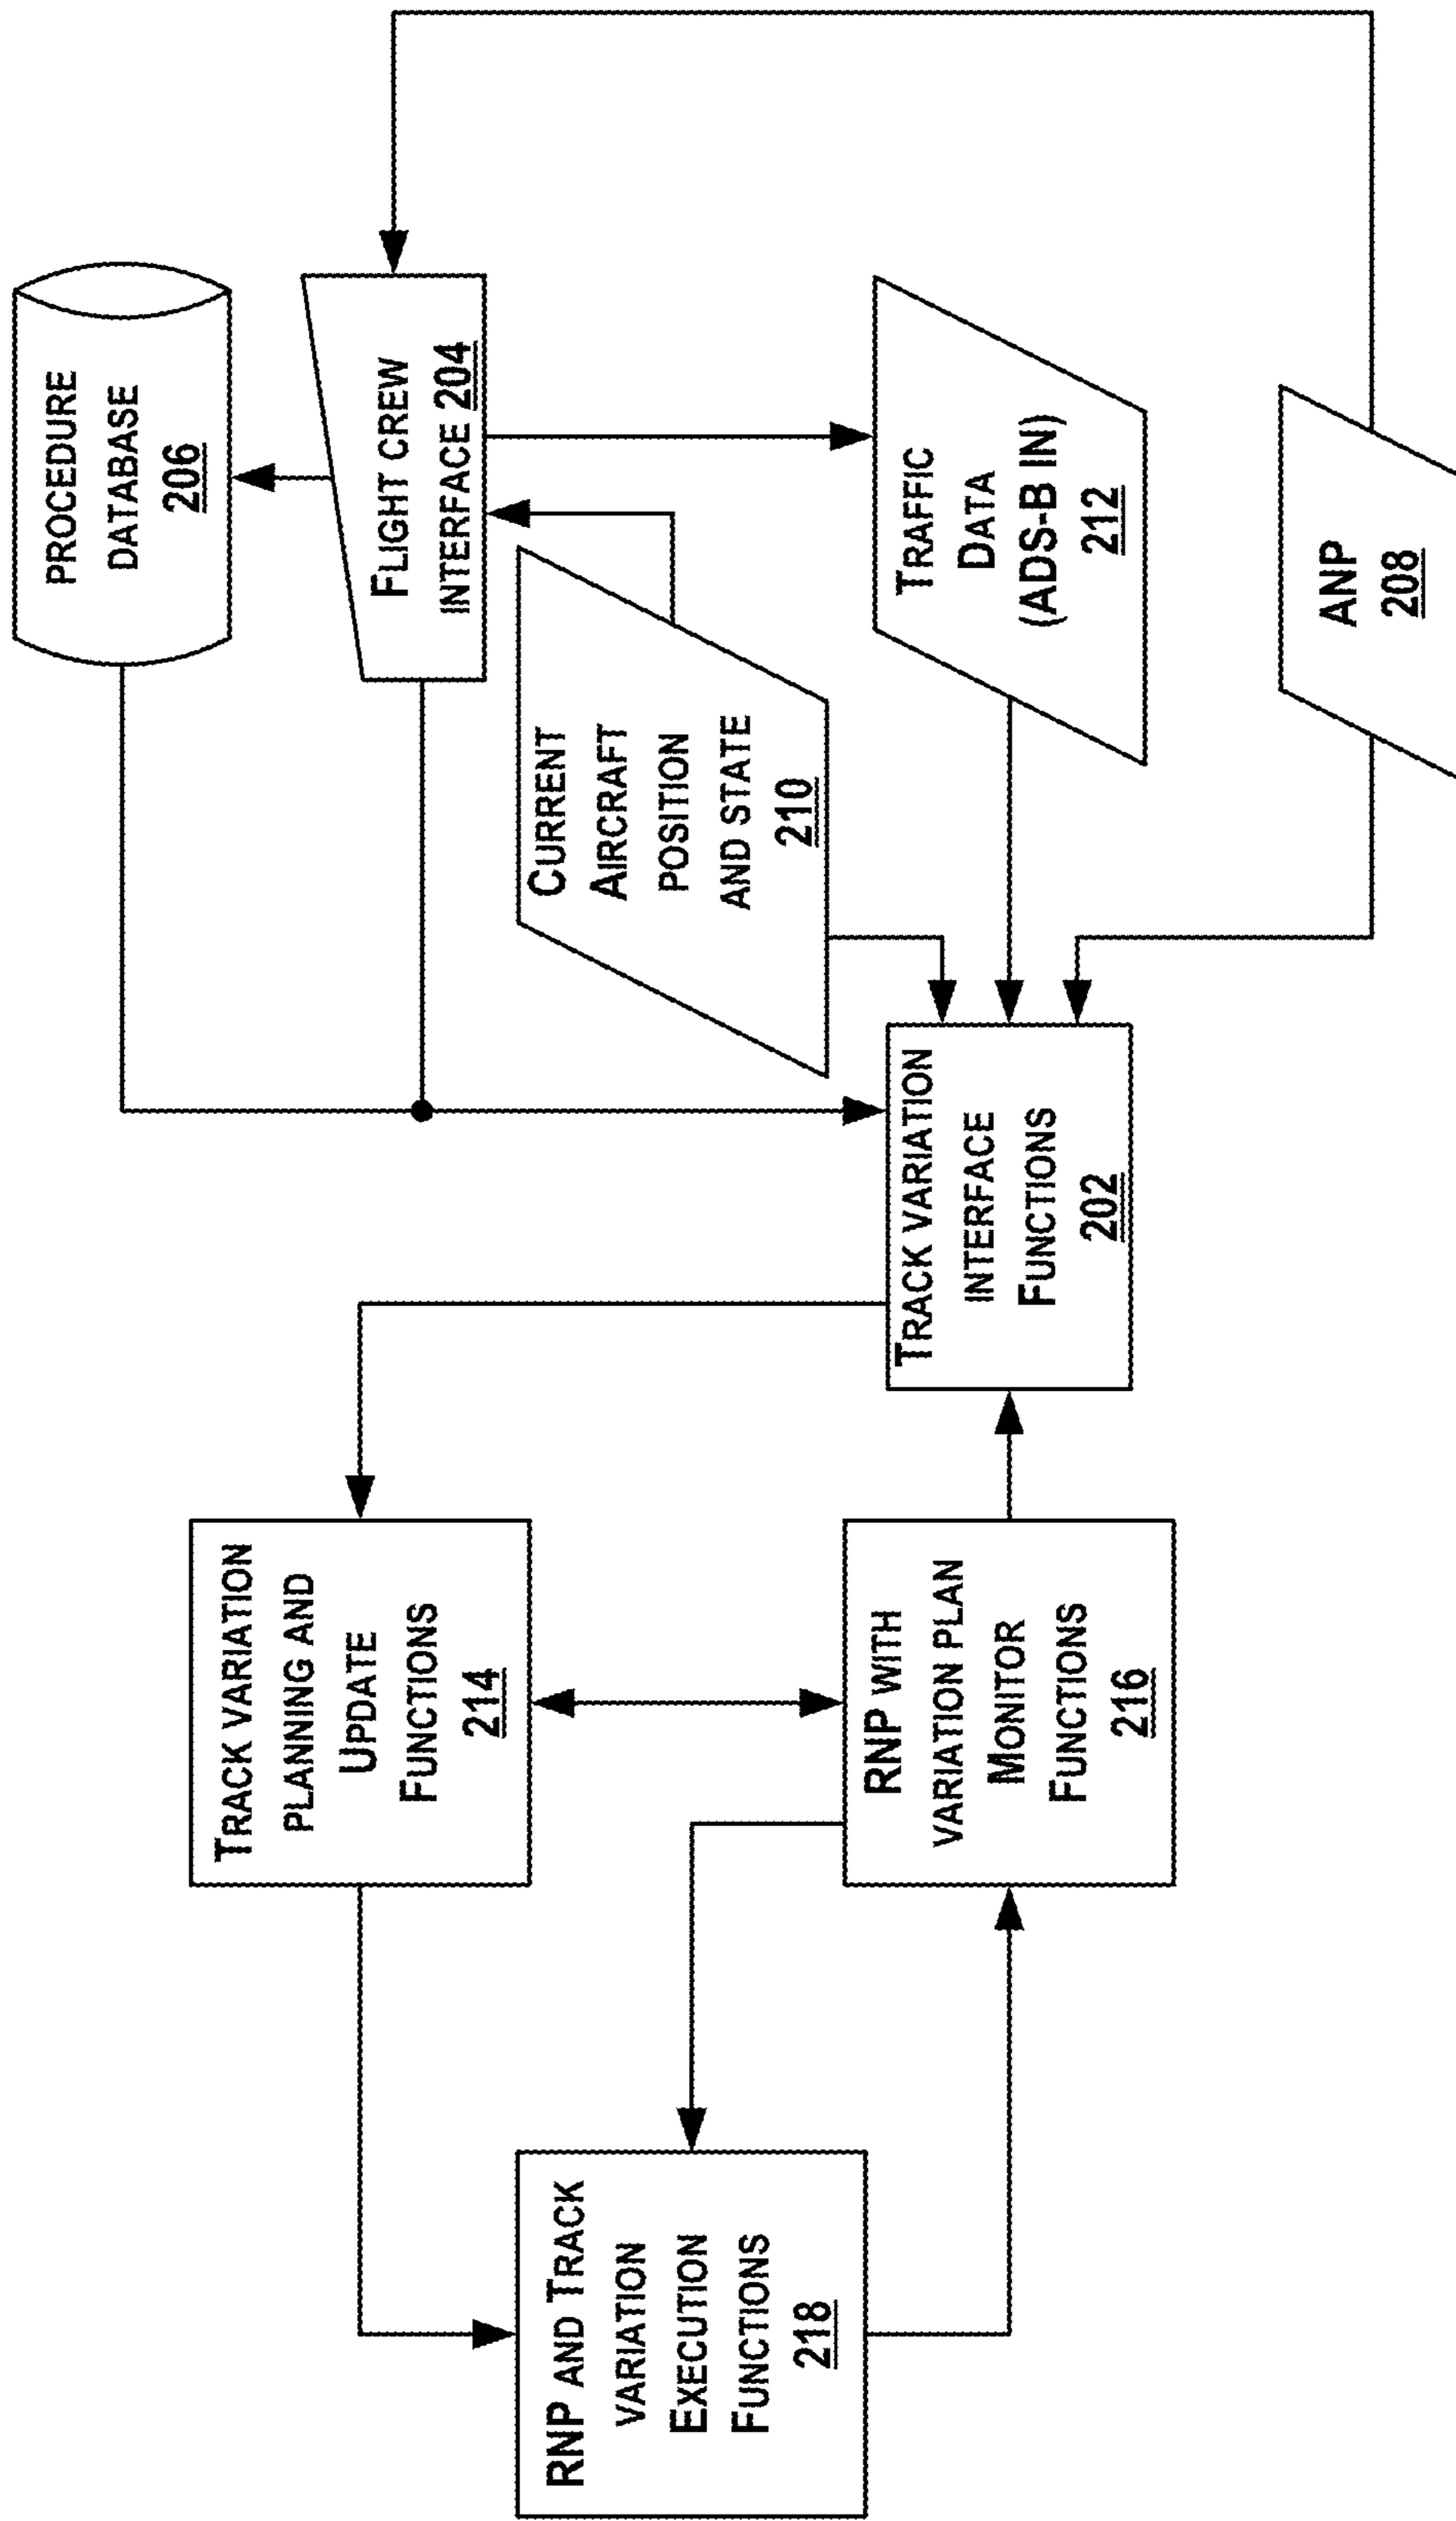 PROCEDURE
DATABASE
206
FLIGHT CREW
INTERFACE 204
CURRENT
AIRCRAFT
POSITION
AND STATE
210
TRAFFIC
DATA
(ADS-B IN)
212
ANP
208
TRACK VARIATION
INTERFACE
FUNCTIONS
202
TRACK VARIATION
PLANNING AND
UPDATE
FUNCTIONS
214
RNP WITH
VARIATION PLAN
MONITOR
FUNCTIONS
216
RNP AND TRACK
VARIATION
EXECUTION
FUNCTIONS
218